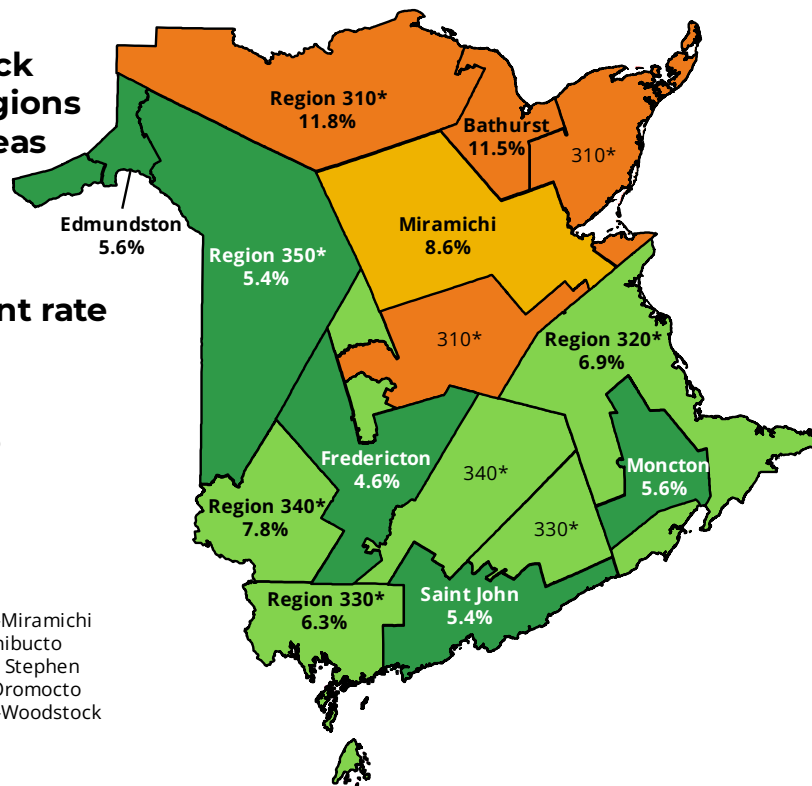 ck
gions
eas
nt rate
Region 310*
11.8%
Bathurst
11.5%
310*
Edmundston
5.6%
Region 350*
5.4%
Miramichi
8.6%
310*
Region 320*
6.9%
Fredericton
4.6%
340*
Moncton
5.6%
Region 340*
7.8%
330*
Region 330*
6.3%
Saint John
5.4%
-Miramichi
hibucto
Stephen
Oromocto
-Woodstock